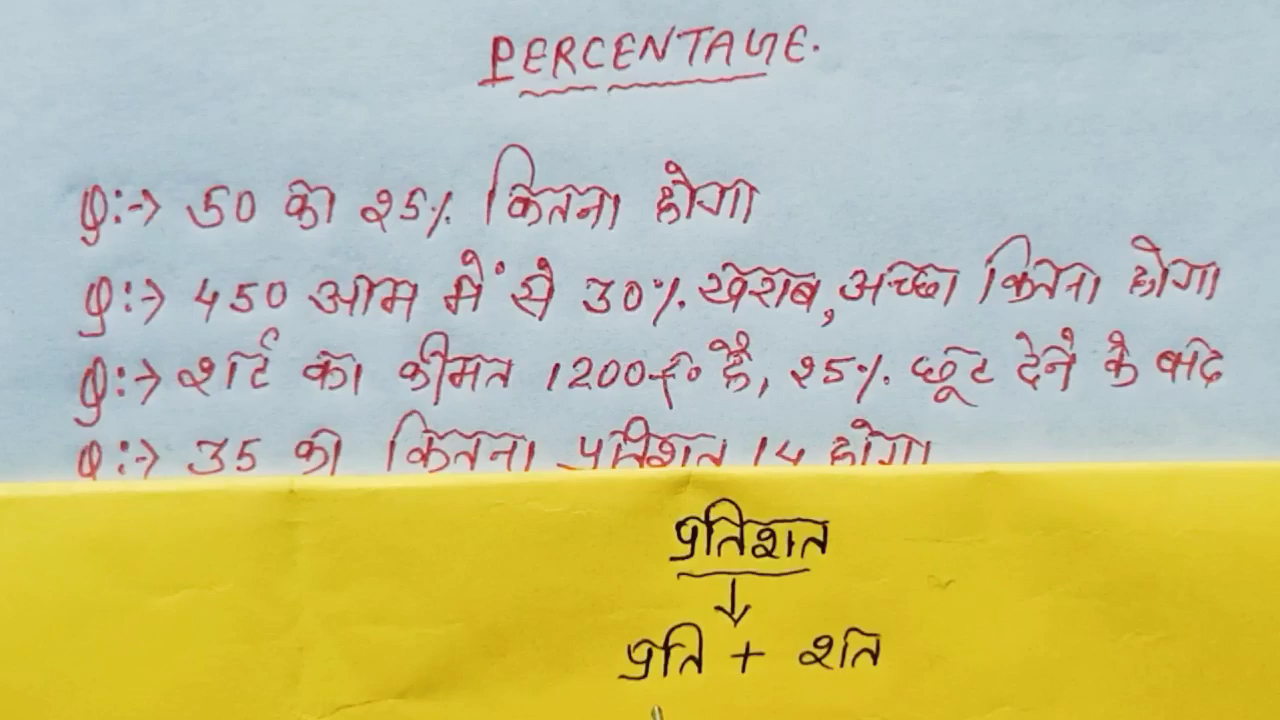 PERCENTAGE.
Q:→ 50 का 25% कितना होगा
Q:→ 450 आम में से 30% खराब, अच्छा कितना होगा
Q:→ शर्ट का कीमत 1200रु० है, 25% छूट देने के बाद
Q:→ 35 का कितना प्रतिशत 14 होगा
प्रतिशत
↓
प्रति + शत